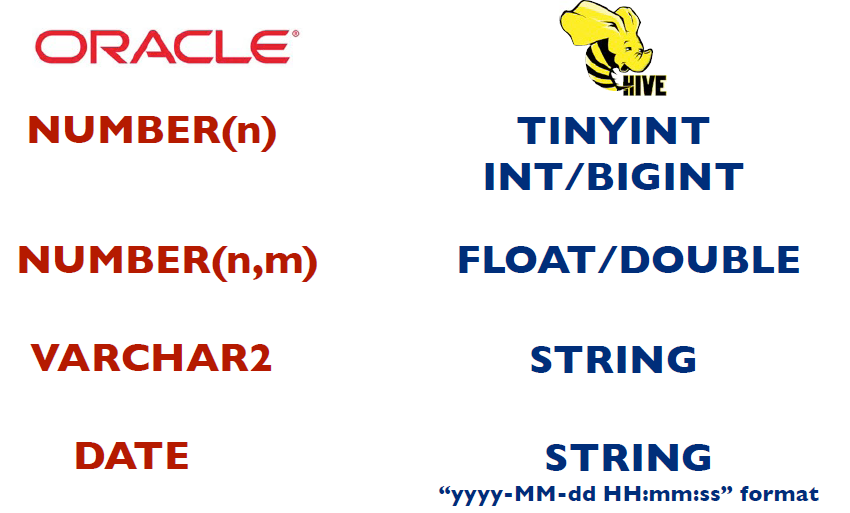 ORACLE®
HIVE
NUMBER(n)
TINYINT
INT/BIGINT
NUMBER(n,m)
FLOAT/DOUBLE
VARCHAR2
STRING
DATE
STRING
“yyyy-MM-dd HH:mm:ss” format